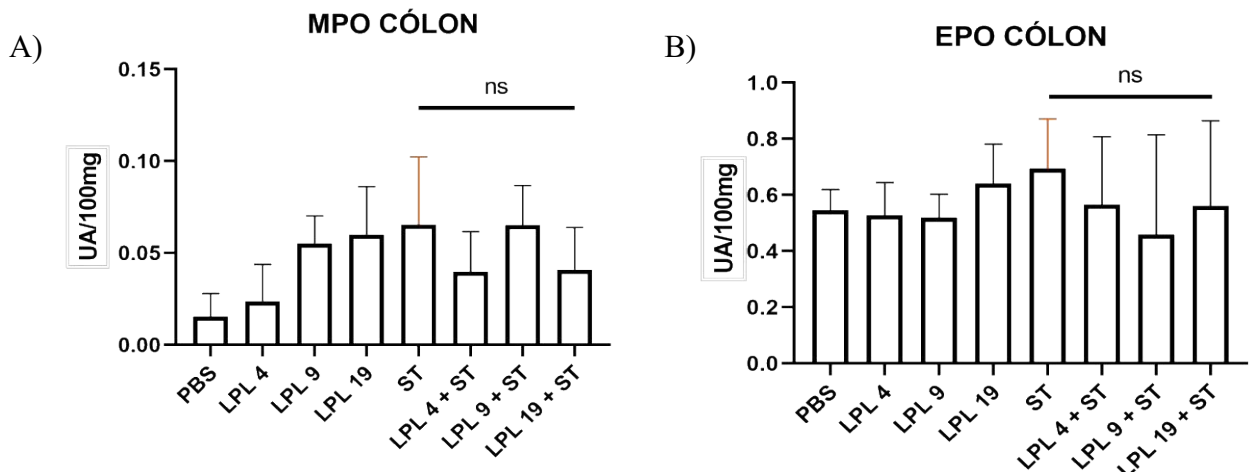 A)
MPO CÓLON
UA/100mg
0.15
0.10
0.05
0.00
ns
PBS
LPL 4
LPL 9
LPL 19
ST
LPL 4 + ST
LPL 9 + ST
LPL 19 + ST
B)
EPO CÓLON
UA/100mg
1.0
0.8
0.6
0.4
0.2
0.0
ns
PBS
LPL 4
LPL 9
LPL 19
ST
LPL 4 + ST
LPL 9 + ST
LPL 19 + ST